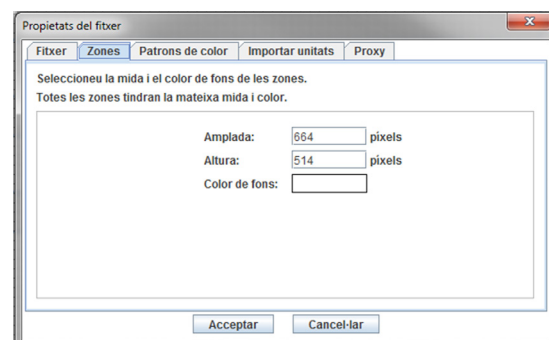 Propietats del fitxer
Fitxer Zones Patrons de color Importar unitats Proxy
Seleccioneu la mida i el color de fons de les zones.
Totes les zones tindran la mateixa mida i color.
Amplada: 664 píxels
Altura: 514 píxels
Color de fons:
Acceptar Cancel·lar